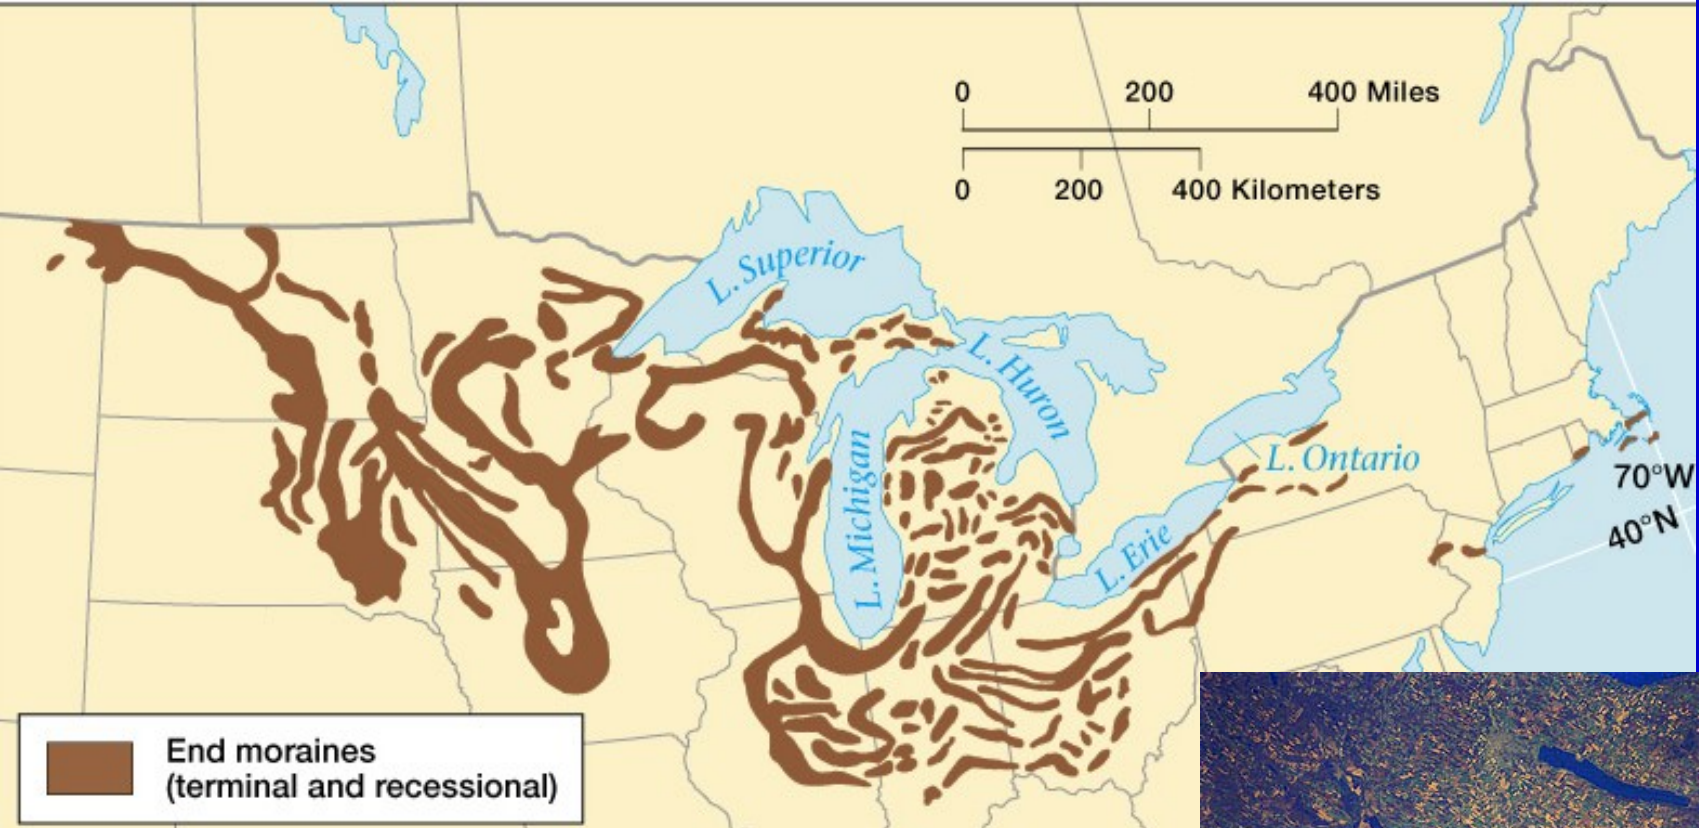 0 200 400 Miles
0 200 400 Kilometers
L. Superior
L. Huron
L. Michigan
L. Ontario
L. Erie
70°W
40°N
End moraines
(terminal and recessional)